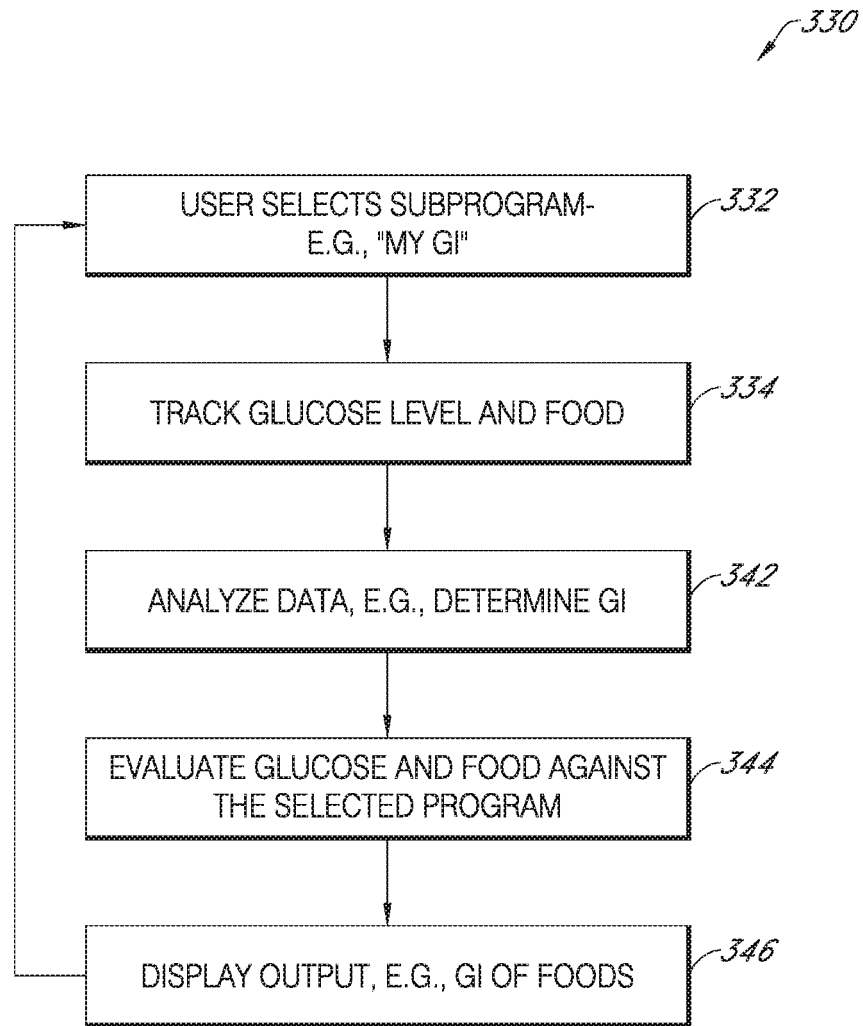 330
USER SELECTS SUBPROGRAM-
E.G., "MY GI"
332
TRACK GLUCOSE LEVEL AND FOOD
334
ANALYZE DATA, E.G., DETERMINE GI
342
EVALUATE GLUCOSE AND FOOD AGAINST
THE SELECTED PROGRAM
344
DISPLAY OUTPUT, E.G., GI OF FOODS
346